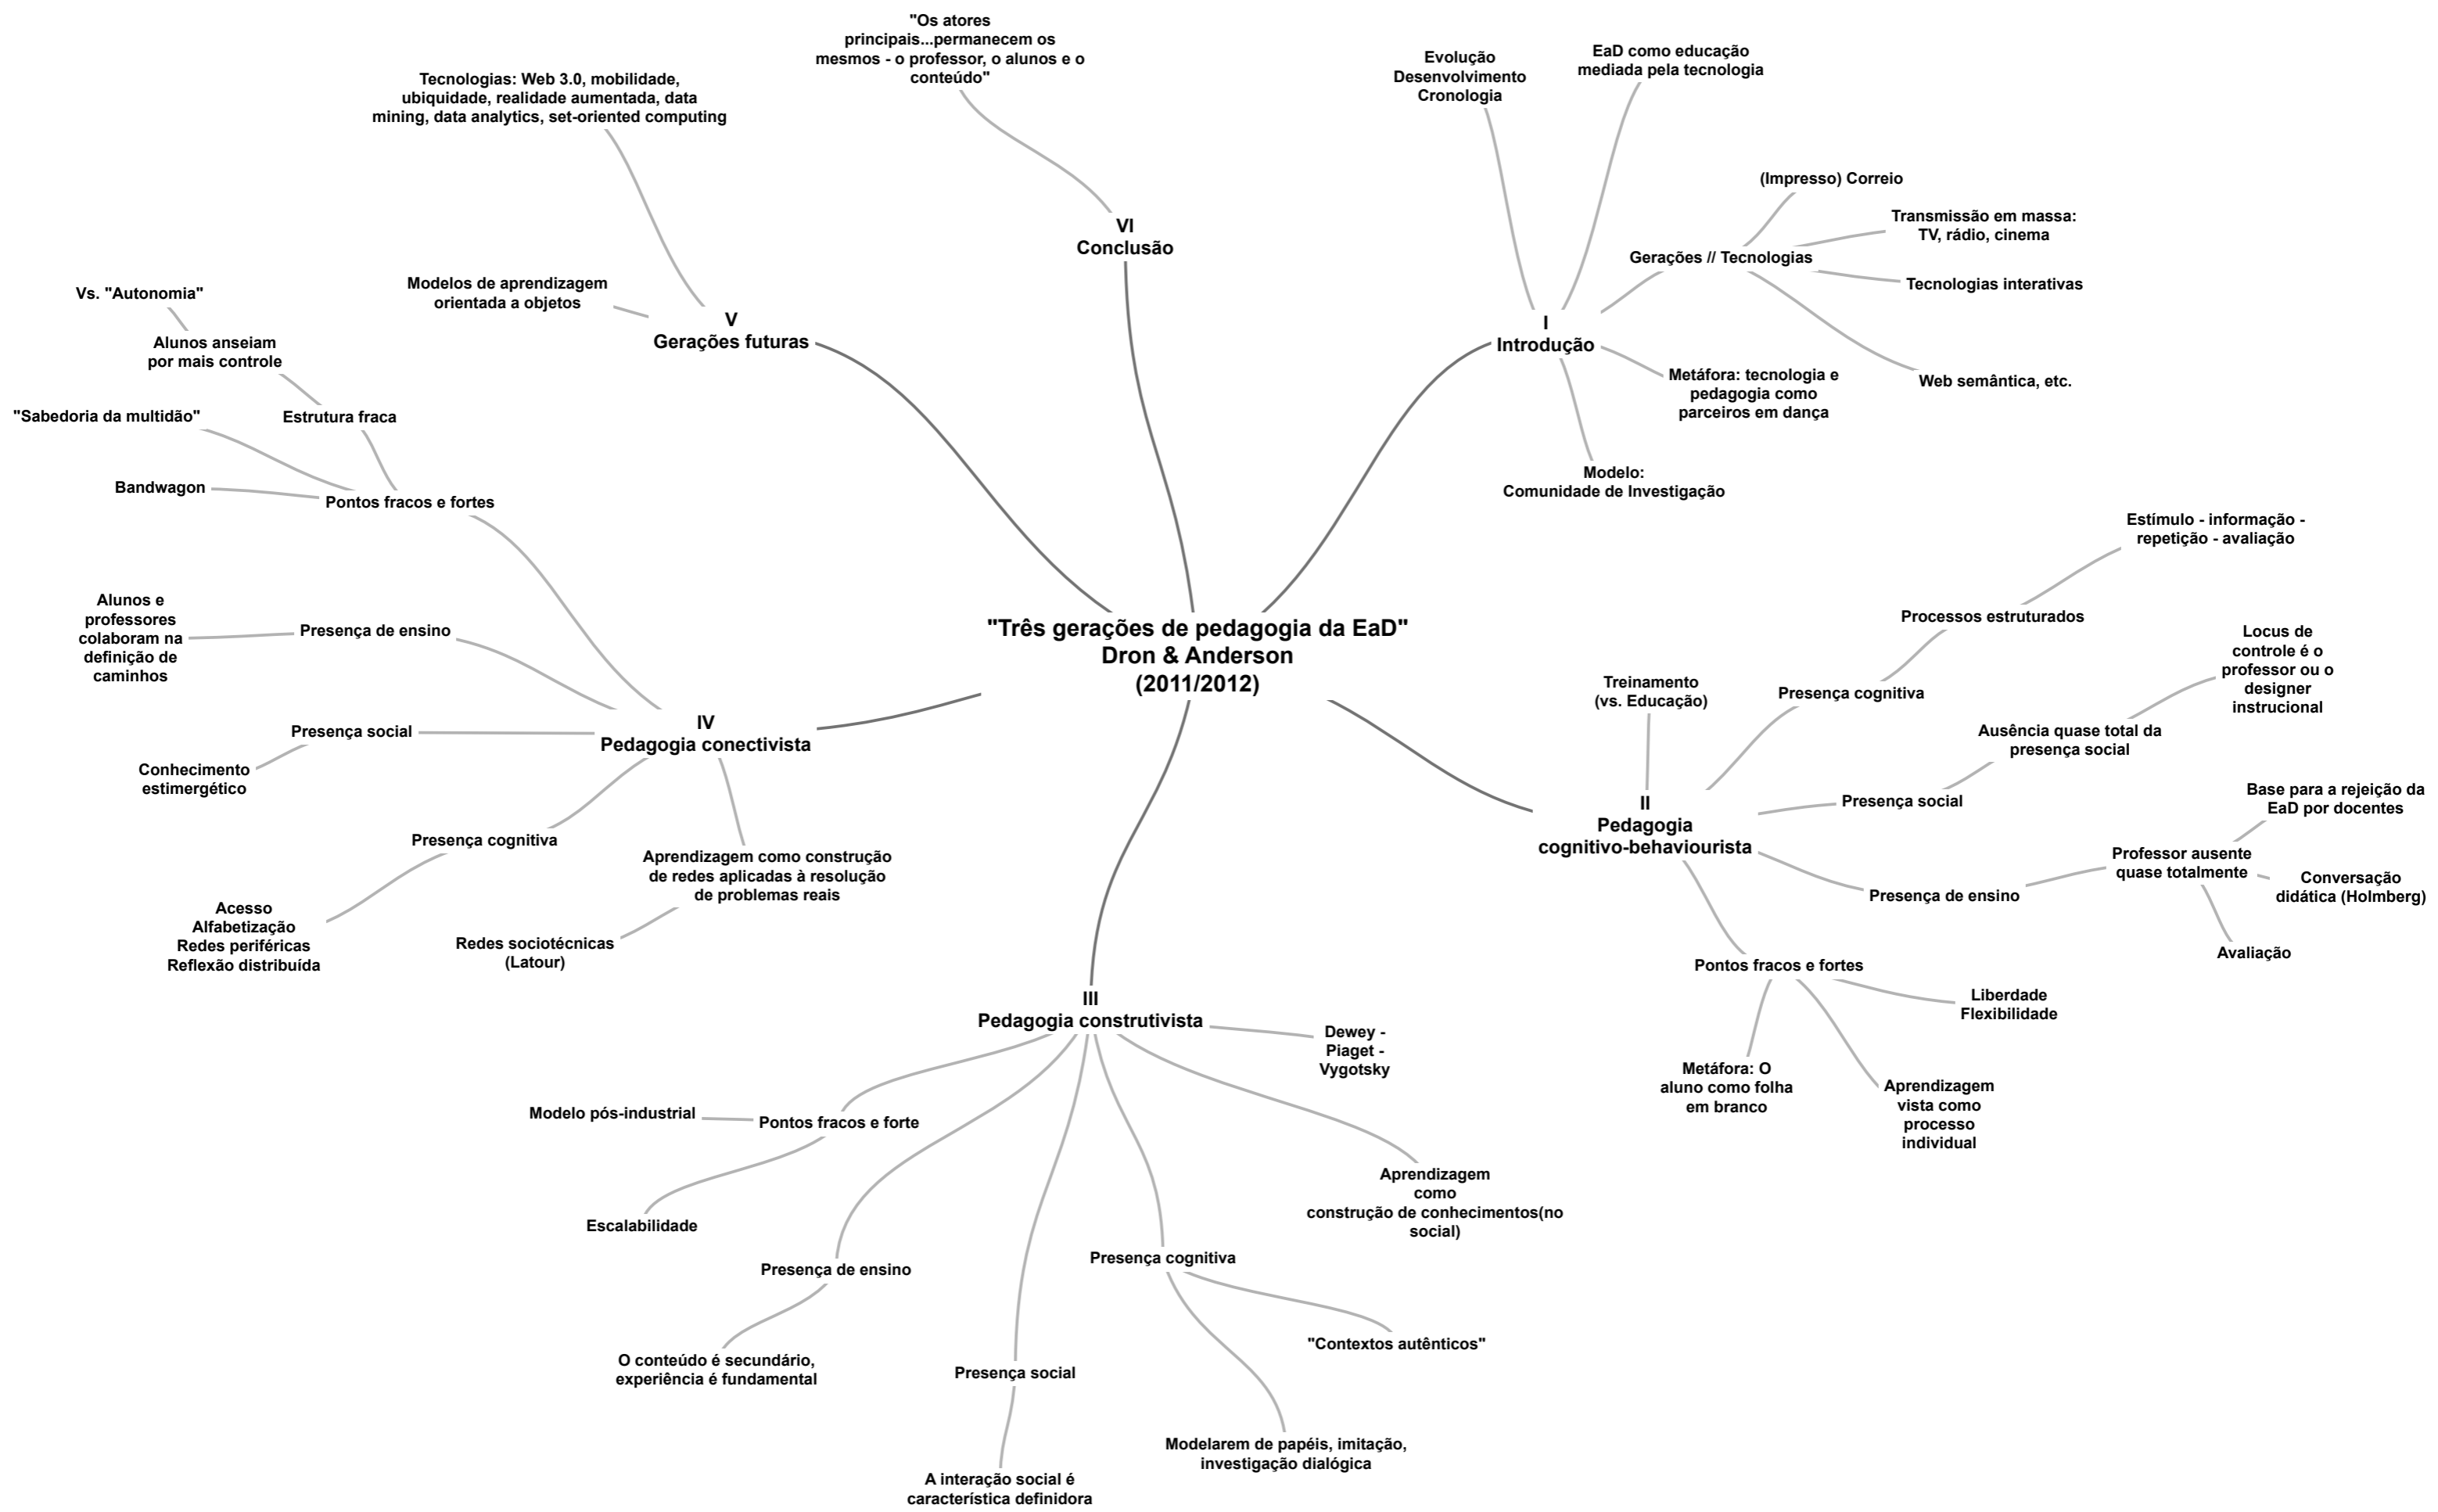 "Três gerações de pedagogia da EaD"
Dron & Anderson
(2011/2012)
I
Introdução
Evolução
Desenvolvimento
Cronologia
EaD como educação
mediada pela tecnologia
Gerações // Tecnologias
(Impresso) Correio
Transmissão em massa:
TV, rádio, cinema
Tecnologias interativas
Web semântica, etc.
Metáfora: tecnologia e
pedagogia como
parceiros em dança
Modelo:
Comunidade de Investigação
II
Pedagogia
cognitivo-behaviourista
Treinamento
(vs. Educação)
Presença cognitiva
Processos estruturados
Estímulo - informação -
repetição - avaliação
Presença social
Ausência quase total da
presença social
Locus de
controle é o
professor ou o
designer
instrucional
Presença de ensino
Professor ausente
quase totalmente
Base para a rejeição da
EaD por docentes
Conversação
didática (Holmberg)
Avaliação
Pontos fracos e fortes
Liberdade
Flexibilidade
Aprendizagem
vista como
processo
individual
Metáfora: O
aluno como folha
em branco
III
Pedagogia construtivista
Dewey -
Piaget -
Vygotsky
Aprendizagem
como
construção de conhecimentos(no
social)
Presença cognitiva
"Contextos autênticos"
Modelarem de papéis, imitação,
investigação dialógica
Presença social
A interação social é
característica definidora
Presença de ensino
O conteúdo é secundário,
experiência é fundamental
Pontos fracos e forte
Modelo pós-industrial
Escalabilidade
IV
Pedagogia conectivista
Aprendizagem como construção
de redes aplicadas à resolução
de problemas reais
Redes sociotécnicas
(Latour)
Presença cognitiva
Acesso
Alfabetização
Redes periféricas
Reflexão distribuída
Presença social
Conhecimento
estimergético
Presença de ensino
Alunos e
professores
colaboram na
definição de
caminhos
Pontos fracos e fortes
Bandwagon
"Sabedoria da multidão"
Estrutura fraca
Alunos anseiam
por mais controle
Vs. "Autonomia"
V
Gerações futuras
Modelos de aprendizagem
orientada a objetos
Tecnologias: Web 3.0, mobilidade,
ubiquidade, realidade aumentada, data
mining, data analytics, set-oriented computing
VI
Conclusão
"Os atores
principais...permanecem os
mesmos - o professor, o alunos e o
conteúdo"